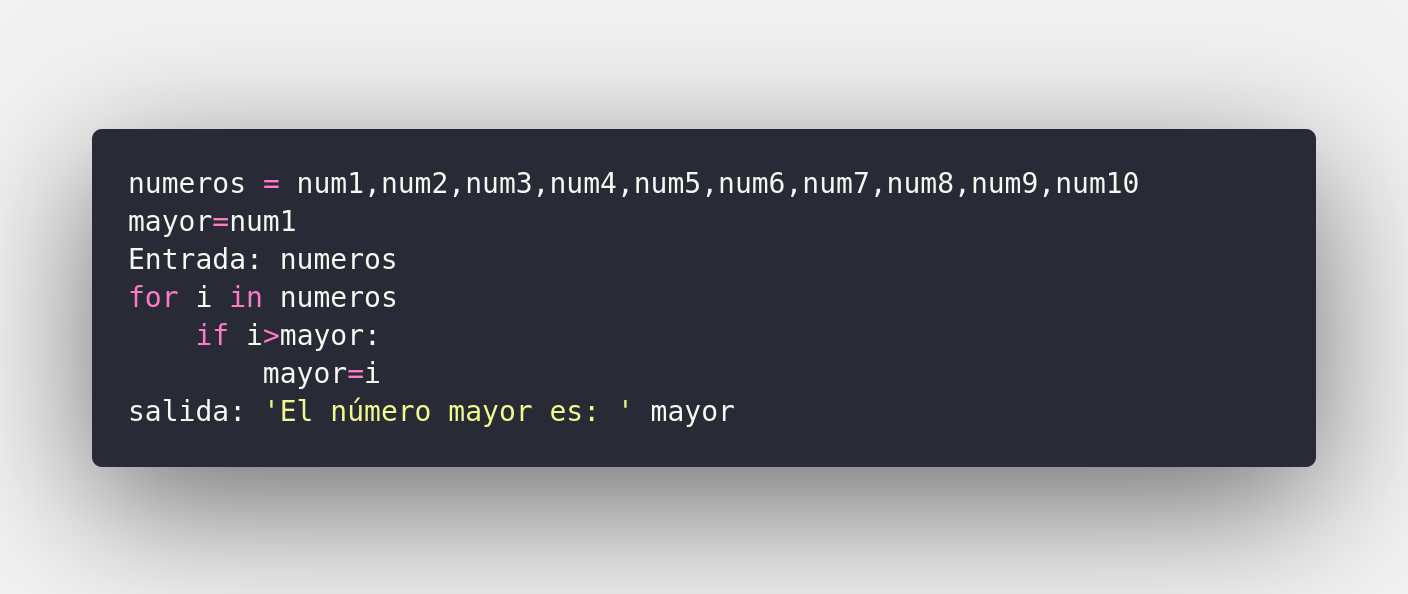 numeros = num1,num2,num3,num4,num5,num6,num7,num8,num9,num10
mayor=num1
Entrada: numeros
for i in numeros
    if i>mayor:
        mayor=i
salida: 'El número mayor es: ' mayor